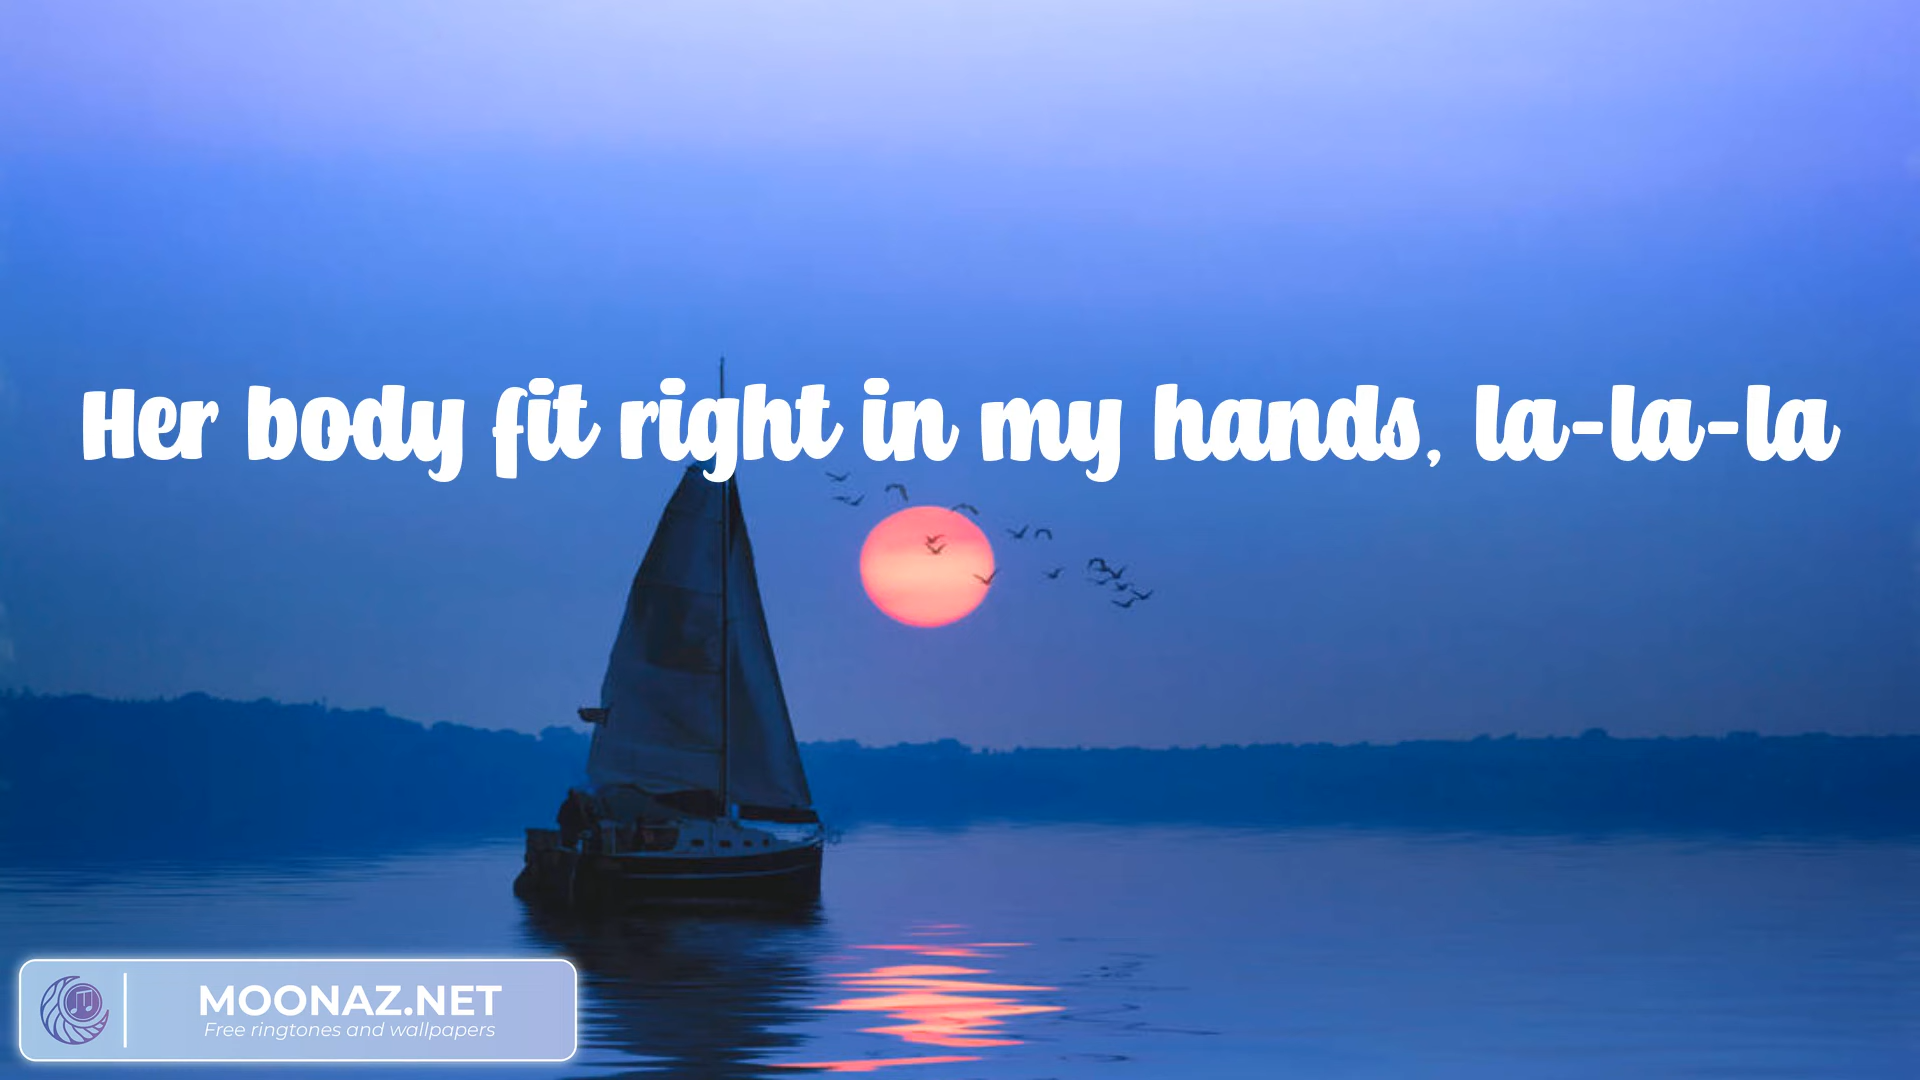 Her body fit right in my hands, la-la-la
MOONAZ.NET
Free ringtones and wallpapers